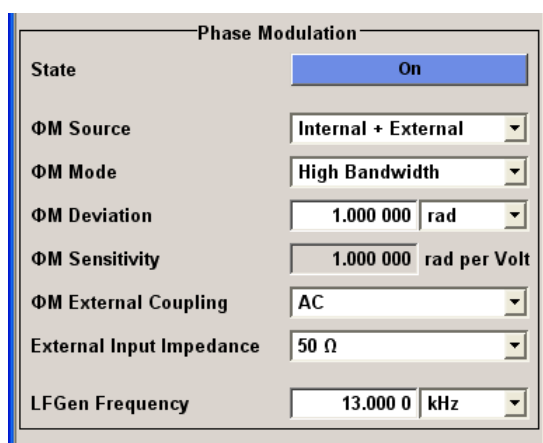 Phase Modulation
State On
ΦM Source Internal + External
ΦM Mode High Bandwidth
ΦM Deviation 1.000 000 rad
ΦM Sensitivity 1.000 000 rad per Volt
ΦM External Coupling AC
External Input Impedance 50 Ω
LFGen Frequency 13.000 0 kHz